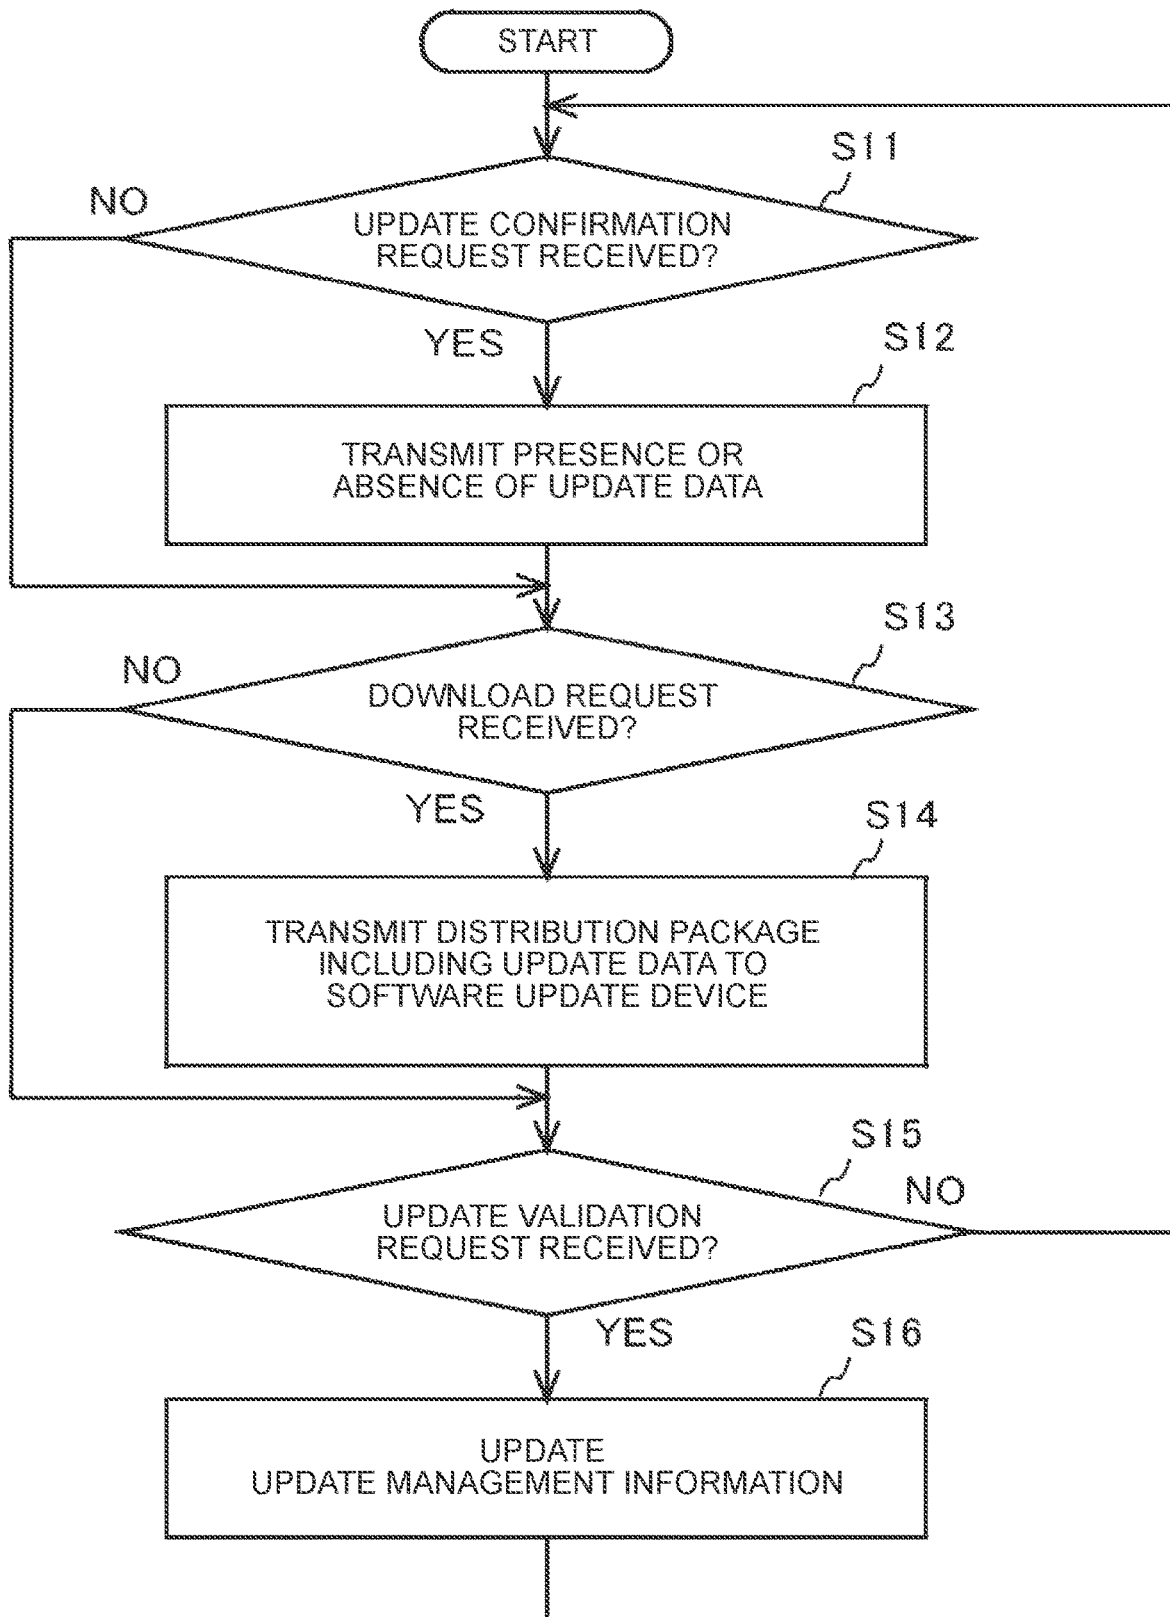 START
S11
NO
UPDATE CONFIRMATION
REQUEST RECEIVED?
YES
S12
TRANSMIT PRESENCE OR
ABSENCE OF UPDATE DATA
S13
NO
DOWNLOAD REQUEST
RECEIVED?
YES
S14
TRANSMIT DISTRIBUTION PACKAGE
INCLUDING UPDATE DATA TO
SOFTWARE UPDATE DEVICE
S15
NO
UPDATE VALIDATION
REQUEST RECEIVED?
YES
S16
UPDATE
UPDATE MANAGEMENT INFORMATION